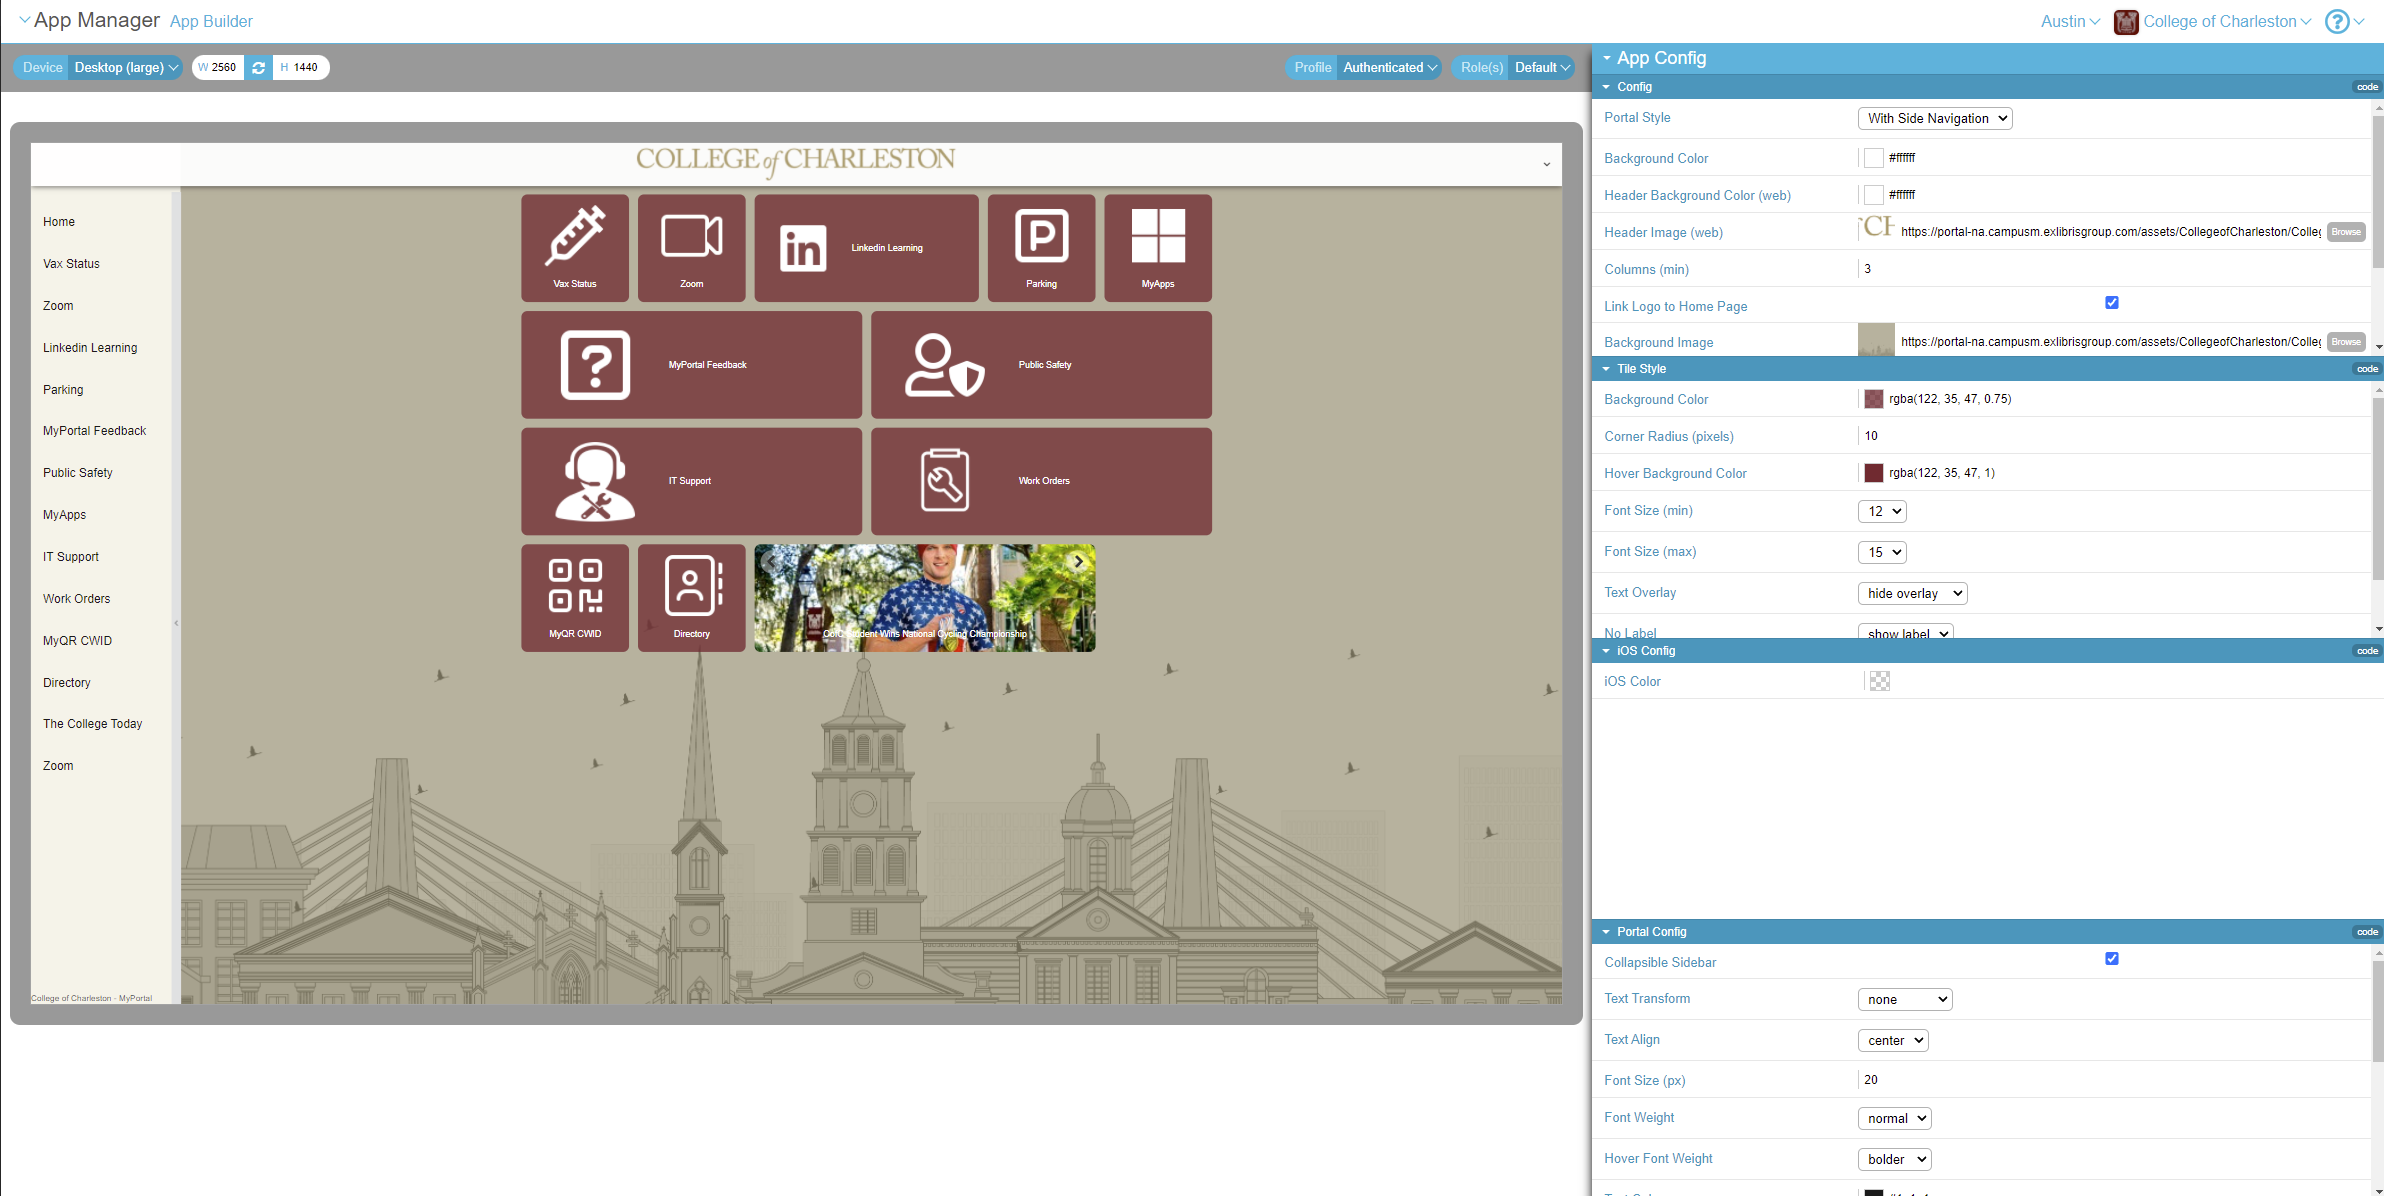 App Manager App Builder
Austin College of Charleston ?
Device Desktop (large) W 2560 H 1440 Profile Authenticated Role(s) Default
COLLEGE of CHARLESTON
Home
Vax Status
Zoom
Linkedin Learning
Parking
MyPortal Feedback
Public Safety
MyApps
IT Support
Work Orders
MyQR CWID
Directory
The College Today
Zoom
College of Charleston - MyPortal
Vax Status
Zoom
in Linkedin Learning
P
Parking
MyApps
? MyPortal Feedback
Public Safety
IT Support
Work Orders
MyQR CWID
Directory
CofC Student Wins National Cycling Championship
App Config
Config code
Portal Style With Side Navigation
Background Color #ffffff
Header Background Color (web) #ffffff
Header Image (web) CH https://portal-na.campusm.exlibrisgroup.com/assets/CollegeofCharleston/Colleg Browse
Columns (min) 3
Link Logo to Home Page
Background Image https://portal-na.campusm.exlibrisgroup.com/assets/CollegeofCharleston/Colleg Browse
Tile Style code
Background Color rgba(122, 35, 47, 0.75)
Corner Radius (pixels) 10
Hover Background Color rgba(122, 35, 47, 1)
Font Size (min) 12
Font Size (max) 15
Text Overlay hide overlay
No Label show label
iOS Config code
iOS Color
Portal Config code
Collapsible Sidebar
Text Transform none
Text Align center
Font Size (px) 20
Font Weight normal
Hover Font Weight bolder